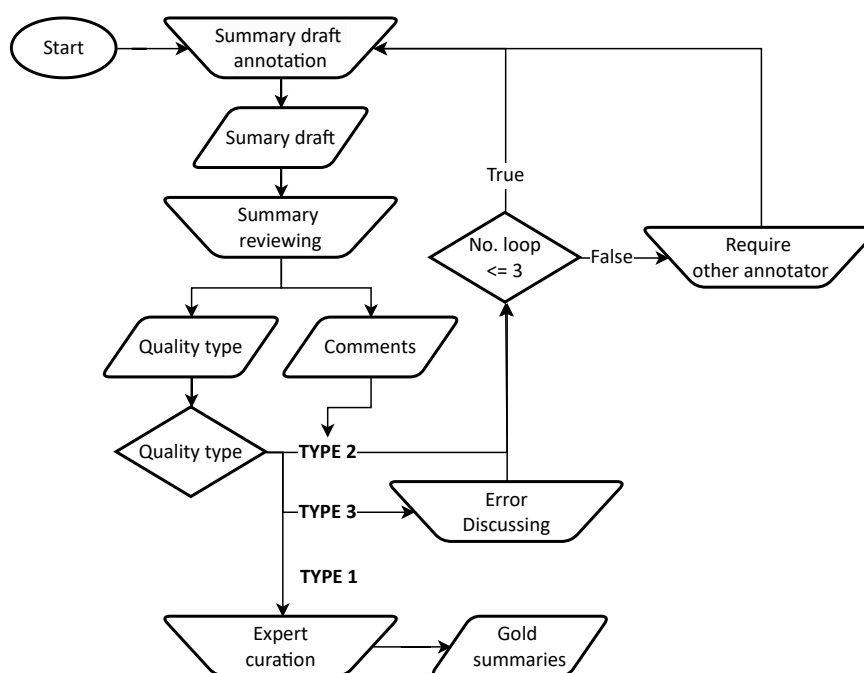 Start
Summary draft
annotation
Sumary draft
True
Summary
reviewing
No. loop
<= 3
False
Require
other annotator
Quality type
Comments
Quality type
TYPE 2
TYPE 3
Error
Discussing
TYPE 1
Expert
curation
Gold
summaries